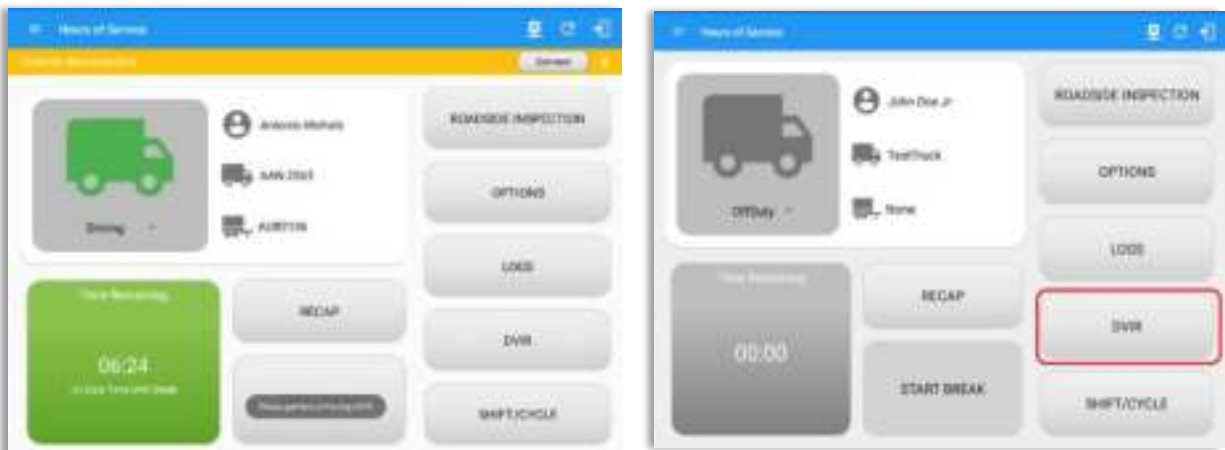 Hours of Service
ROADSIDE INSPECTION
OPTIONS
Driving
LOGS
Time Remaining
RECAP
06:24
DVIR
SHIFT/CYCLE
Hours of Service
John Doe Jr
ROADSIDE INSPECTION
TestTruck
OPTIONS
OffDuty
None
LOGS
Time Remaining
RECAP
DVIR
00:00
START BREAK
SHIFT/CYCLE